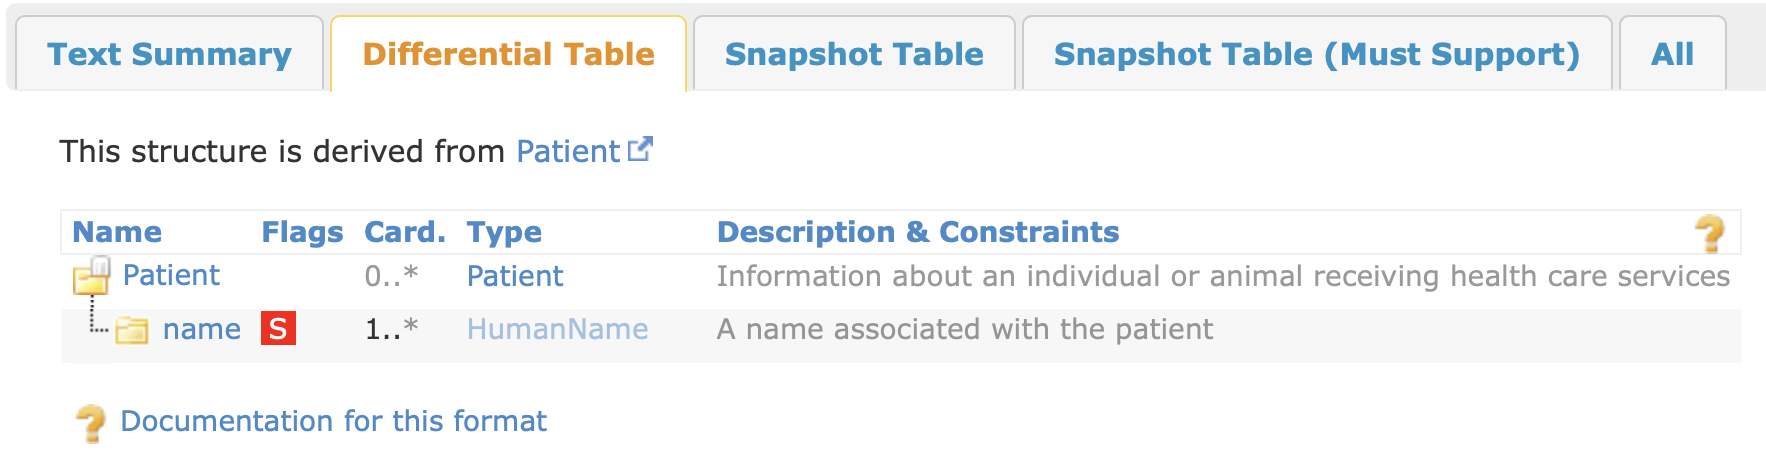 Text Summary Differential Table Snapshot Table Snapshot Table (Must Support) All
This structure is derived from Patient
Name Flags Card. Type Description & Constraints
Patient 0..* Patient Information about an individual or animal receiving health care services
name S 1..* HumanName A name associated with the patient
Documentation for this format